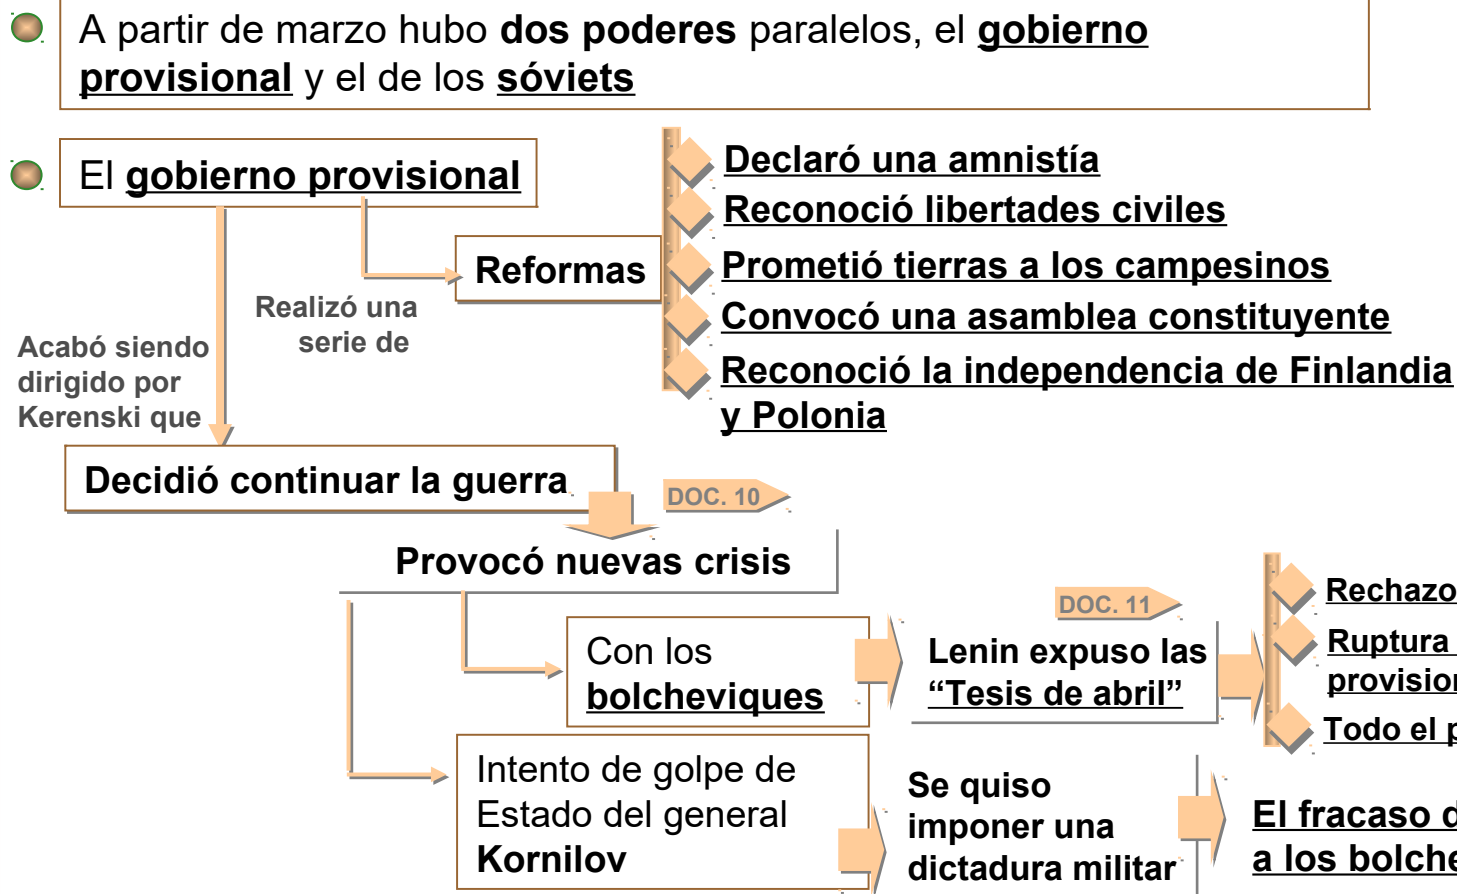 A partir de marzo hubo dos poderes paralelos, el gobierno
provisional y el de los sóviets
El gobierno provisional
Declaró una amnistía
Reconoció libertades civiles
Reformas
Prometió tierras a los campesinos
Realizó una
serie de
Convocó una asamblea constituyente
Acabó siendo
dirigido por
Kerenski que
Reconoció la independencia de Finlandia
y Polonia
Decidió continuar la guerra
DOC. 10
Provocó nuevas crisis
Con los
bolcheviques
DOC. 11
Lenin expuso las
“Tesis de abril”
Rechazo
Ruptura
provision
Todo el p
Intento de golpe de
Estado del general
Kornilov
Se quiso
imponer una
dictadura militar
El fracaso d
a los bolche